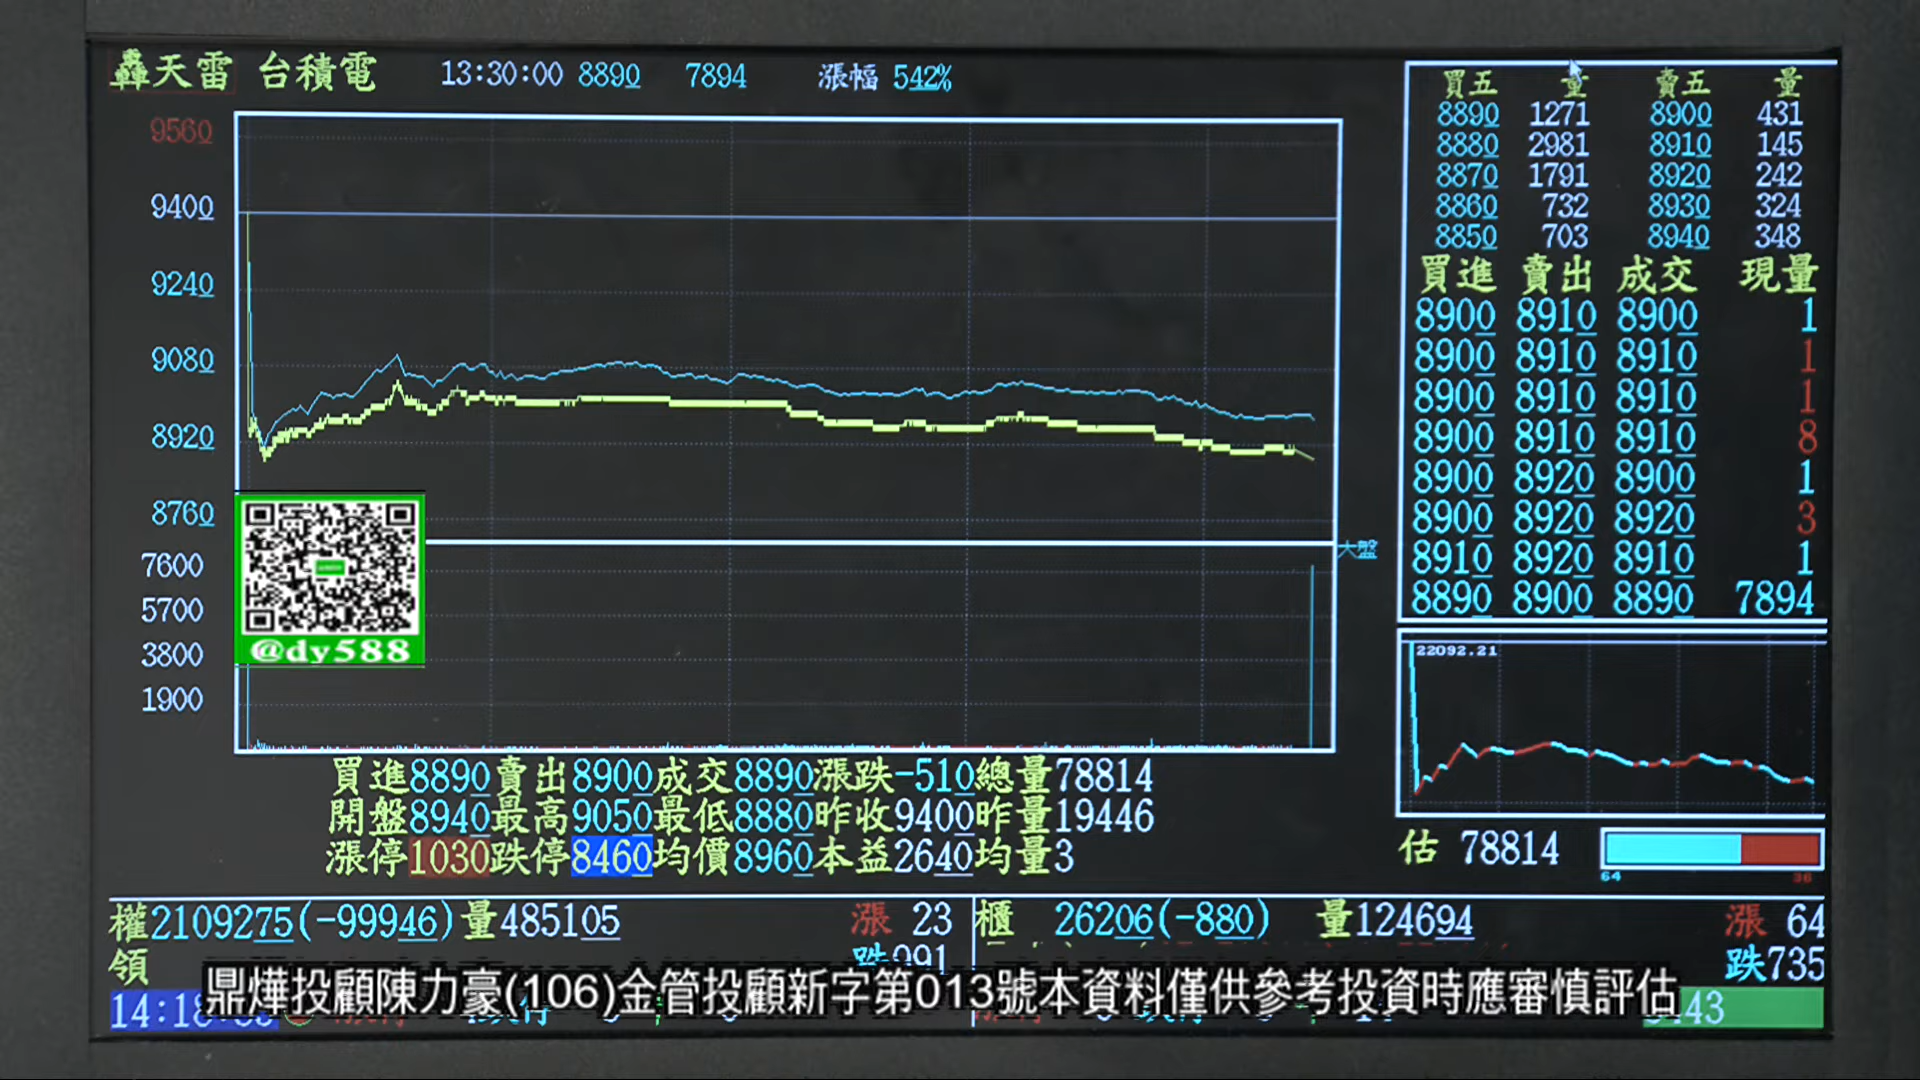 轟天雷 台積電 13:30:00 8890 7894 漲幅 542%
9560
9400
9240
9080
8920
8760
7600
5700
3800
1900
@dy588
大盤
買五 量 賣五 量
8890 1271 8900 431
8880 2981 8910 145
8870 1791 8920 242
8860 732 8930 324
8850 703 8940 348
買進 賣出 成交 現量
8900 8910 8900 1
8900 8910 8910 1
8900 8910 8910 1
8900 8910 8910 8
8900 8920 8900 1
8900 8920 8920 3
8910 8920 8910 1
8890 8900 8890 7894
22092.21
估 78814
64 36
買進8890賣出8900成交8890漲跌-510總量78814
開盤8940最高9050最低8880昨收9400昨量19446
漲停1030跌停8460均價8960本益2640均量3
權2109275(-99946)量485105 漲 23
櫃 26206(-880) 量124694 漲 64
領 跌991
跌735
鼎燁投顧陳力豪(106)金管投顧新字第013號本資料僅供參考投資時應審慎評估